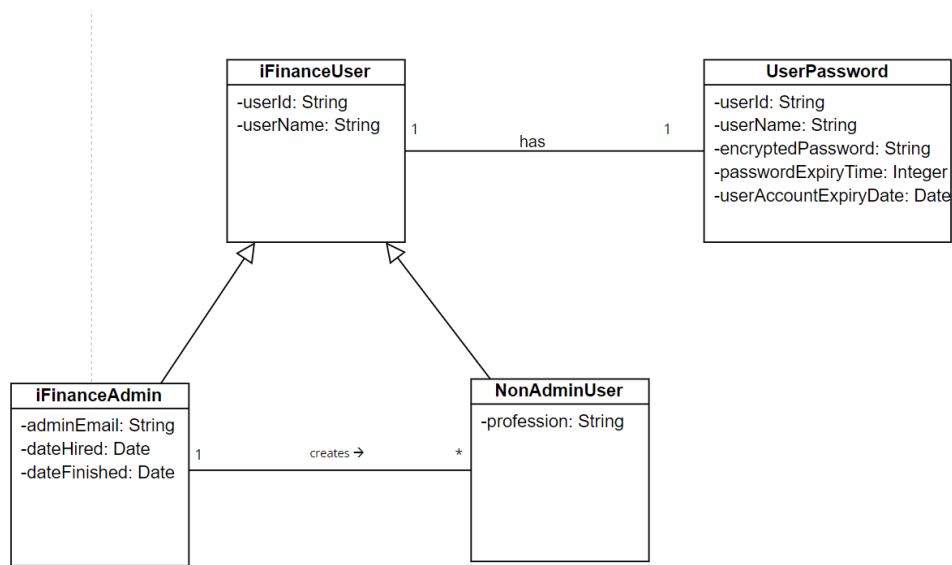 iFinanceUser
-userId: String
-userName: String
UserPassword
-userId: String
-userName: String
-encryptedPassword: String
-passwordExpiryTime: Integer
-userAccountExpiryDate: Date
1
has
1
iFinanceAdmin
-adminEmail: String
-dateHired: Date
-dateFinished: Date
1
creates →
*
NonAdminUser
-profession: String